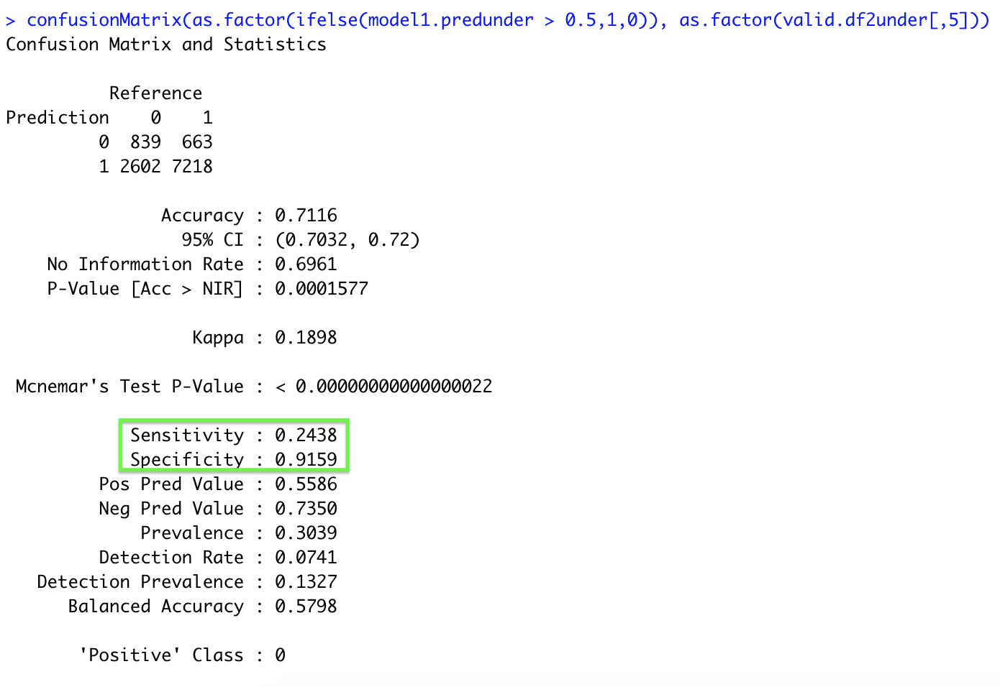 > confusionMatrix(as.factor(ifelse(model1.predunder > 0.5,1,0)), as.factor(valid.df2under[,5]))
Confusion Matrix and Statistics
Reference
Prediction 0 1
0 839 663
1 2602 7218
Accuracy : 0.7116
95% CI : (0.7032, 0.72)
No Information Rate : 0.6961
P-Value [Acc > NIR] : 0.0001577
Kappa : 0.1898
Mcnemar's Test P-Value : < 0.00000000000000022
Sensitivity : 0.2438
Specificity : 0.9159
Pos Pred Value : 0.5586
Neg Pred Value : 0.7350
Prevalence : 0.3039
Detection Rate : 0.0741
Detection Prevalence : 0.1327
Balanced Accuracy : 0.5798
'Positive' Class : 0